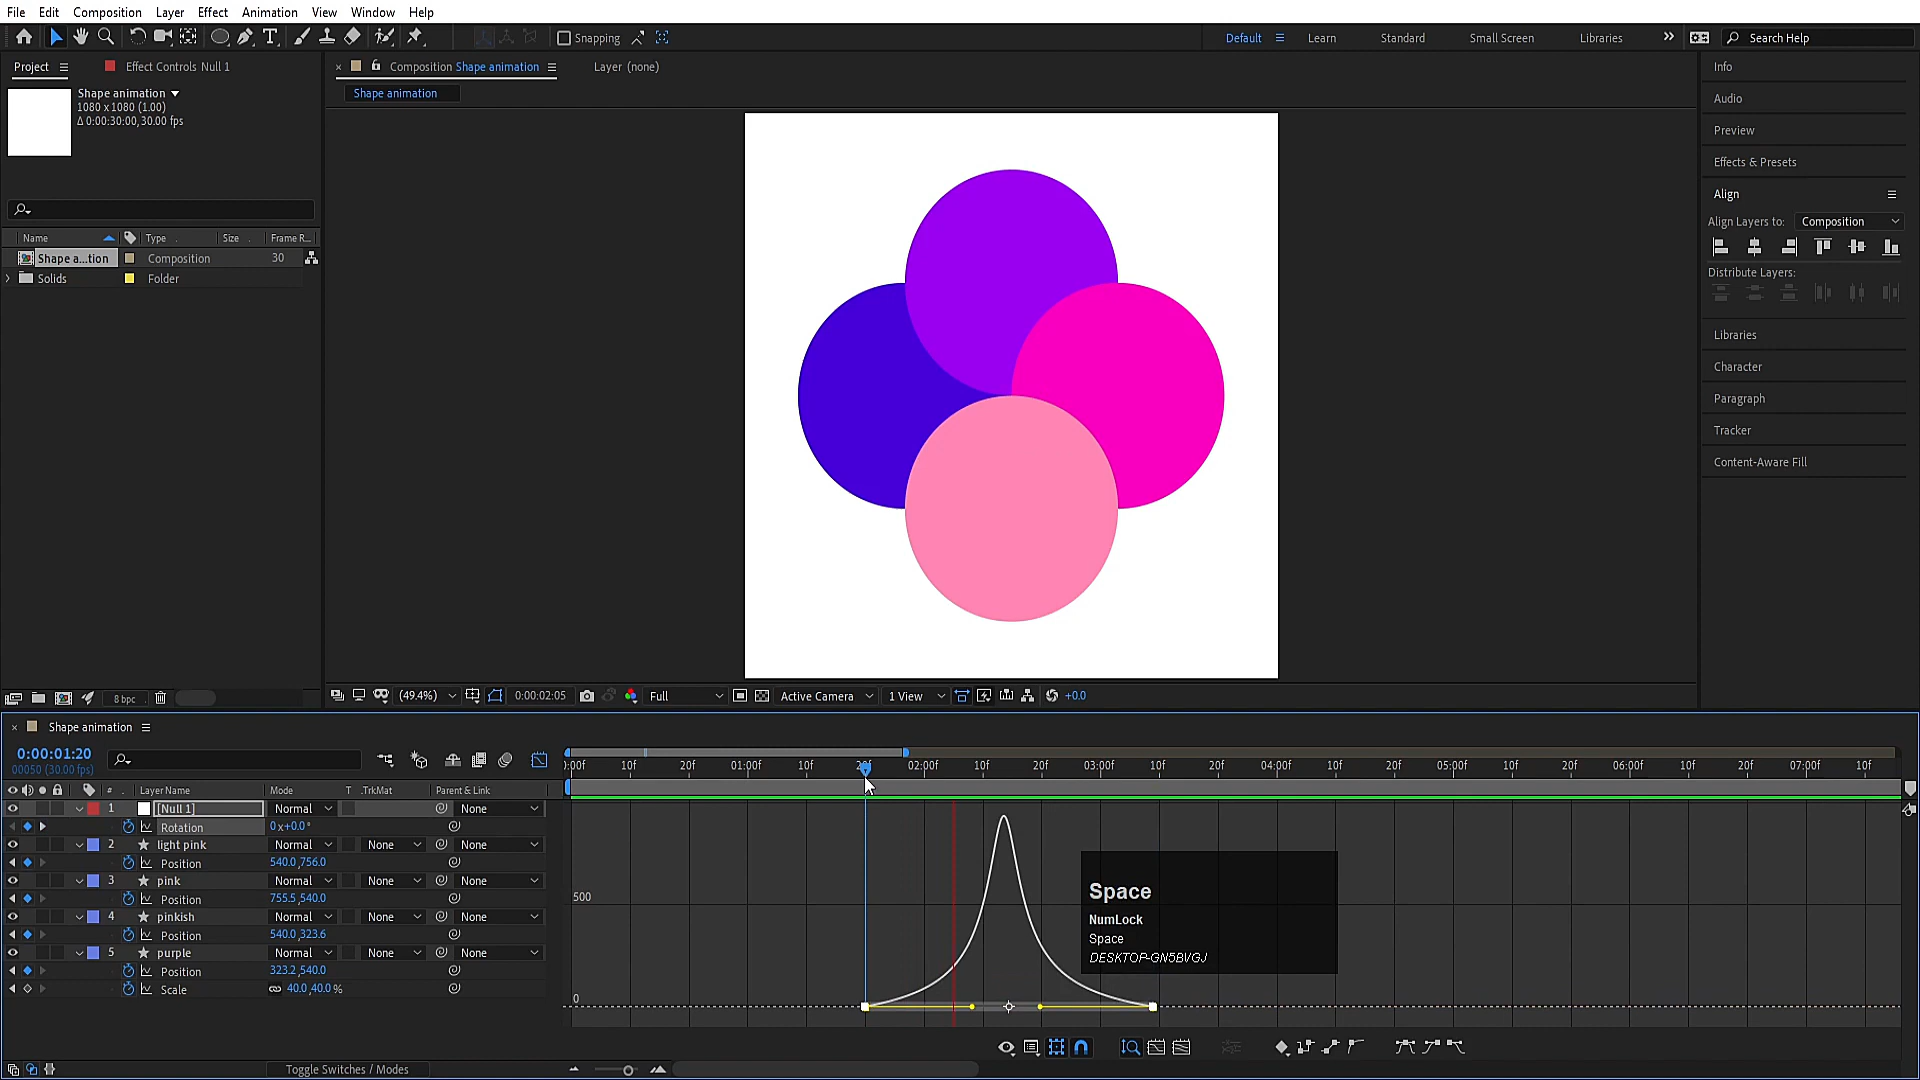 File Edit Composition Layer Effect Animation View Window Help
Snapping
Default Learn Standard Small Screen Libraries Search Help
Project Effect Controls Null 1
Composition Shape animation Layer (none)
Shape animation
Shape animation
1080 x 1080 (1.00)
Δ 0:00:30:00, 30.00 fps
Name Type Size Frame R...
Shape a...tion Composition 30
Solids Folder
Info
Audio
Preview
Effects & Presets
Align
Align Layers to: Composition
Distribute Layers:
Libraries
Character
Paragraph
Tracker
Content-Aware Fill
8 bpc
(49.4%) 0:00:02:05 Full Active Camera 1 View +0.0
Shape animation
0:00:01:20
00050 (30.00 fps)
:00f 10f 20f 01:00f 10f 20f 02:00f 10f 20f 03:00f 10f 20f 04:00f 10f 20f 05:00f 10f 20f 06:00f 10f 20f 07:00f 10f
# Layer Name Mode T .TrkMat Parent & Link
1 [Null 1] Normal None
Rotation 0x+0.0°
2 light pink Normal None None
Position 540.0,756.0
3 pink Normal None None
Position 755.5,540.0
4 pinkish Normal None None
Position 540.0,323.6
5 purple Normal None None
Position 323.2,540.0
Scale 40.0,40.0%
500
0
Space
NumLock
Space
DESKTOP-GN5BVGJ
Toggle Switches / Modes